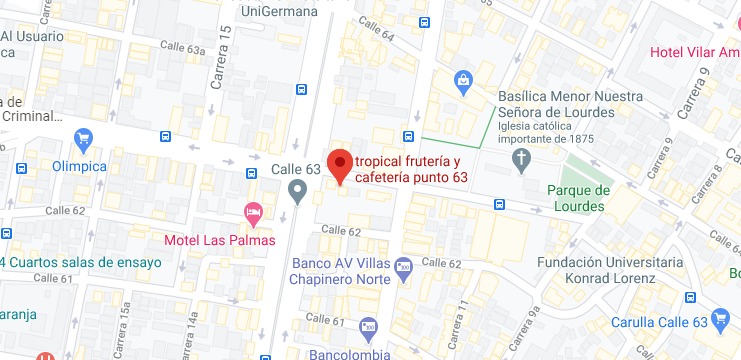 UniGermana
Calle 64
Al Usuario
Carrera 15
Calle 63a
Hotel Vilar Am
Carrera 9
Basílica Menor Nuestra
Señora de Lourdes
Iglesia católica
importante de 1875
a de
Criminal...
Olimpica
Calle 63
tropical frutería y
cafetería punto 63
Parque de
Lourdes
Carrera 8
Calle 62
Motel Las Palmas
Calle 62
4 Cuartos salas de ensayo
Calle 61
Banco AV Villas
Chapinero Norte
Calle 62
Fundación Universitaria
Konrad Lorenz
Carrera 15a
Carrera 14a
aranja
Calle 61
Carrera 11
Carrera 9a
Carulla Calle 63
Bancolombia